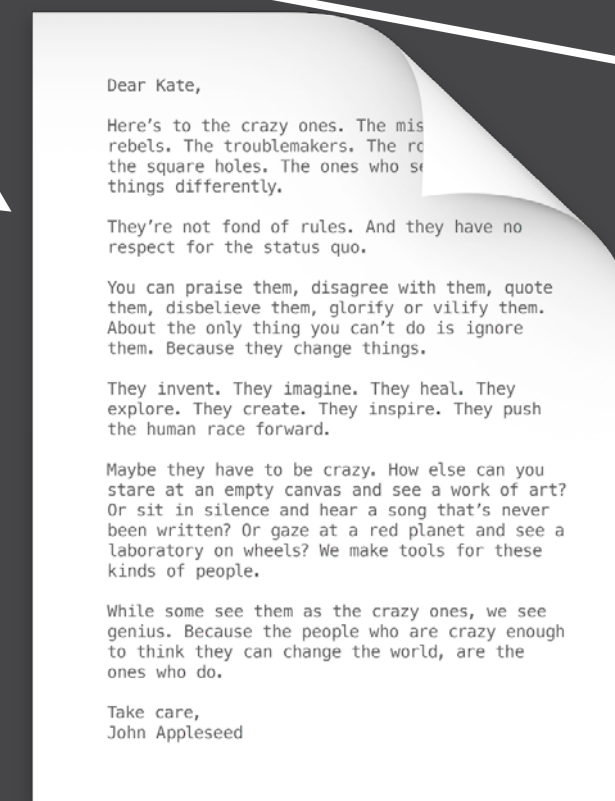 Dear Kate,
Here's to the crazy ones. The
rebels. The troublemakers. The
the square holes. The ones who
things differently.
They're not fond of rules. And they have no
respect for the status quo.
You can praise them, disagree with them, quote
them, disbelieve them, glorify or vilify them.
About the only thing you can't do is ignore
them. Because they change things.
They invent. They imagine. They heal. They
explore. They create. They inspire. They push
the human race forward.
Maybe they have to be crazy. How else can you
stare at an empty canvas and see a work of art?
Or sit in silence and hear a song that's never
been written? Or gaze at a red planet and see a
laboratory on wheels? We make tools for these
kinds of people.
While some see them as the crazy ones, we see
genius. Because the people who are crazy enough
to think they can change the world, are the
ones who do.
Take care,
John Appleseed